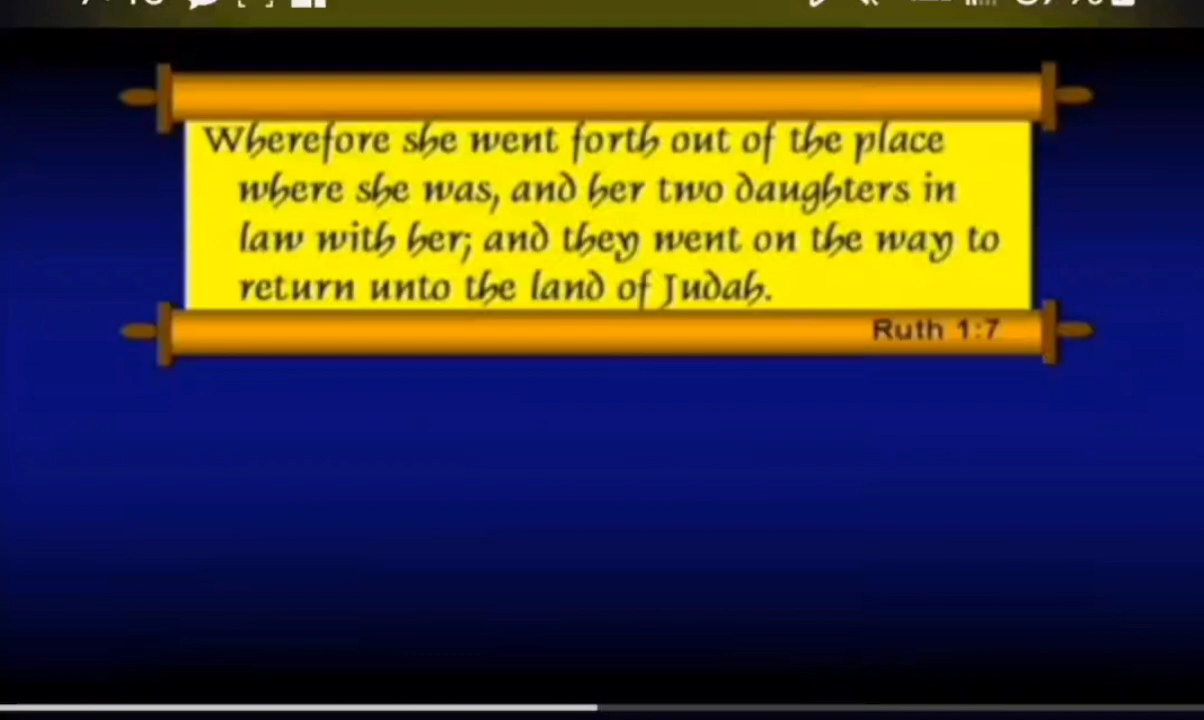 Wherefore she went forth out of the place
where she was, and her two daughters in
law with her; and they went on the way to
return unto the land of Judah.
Ruth 1:7